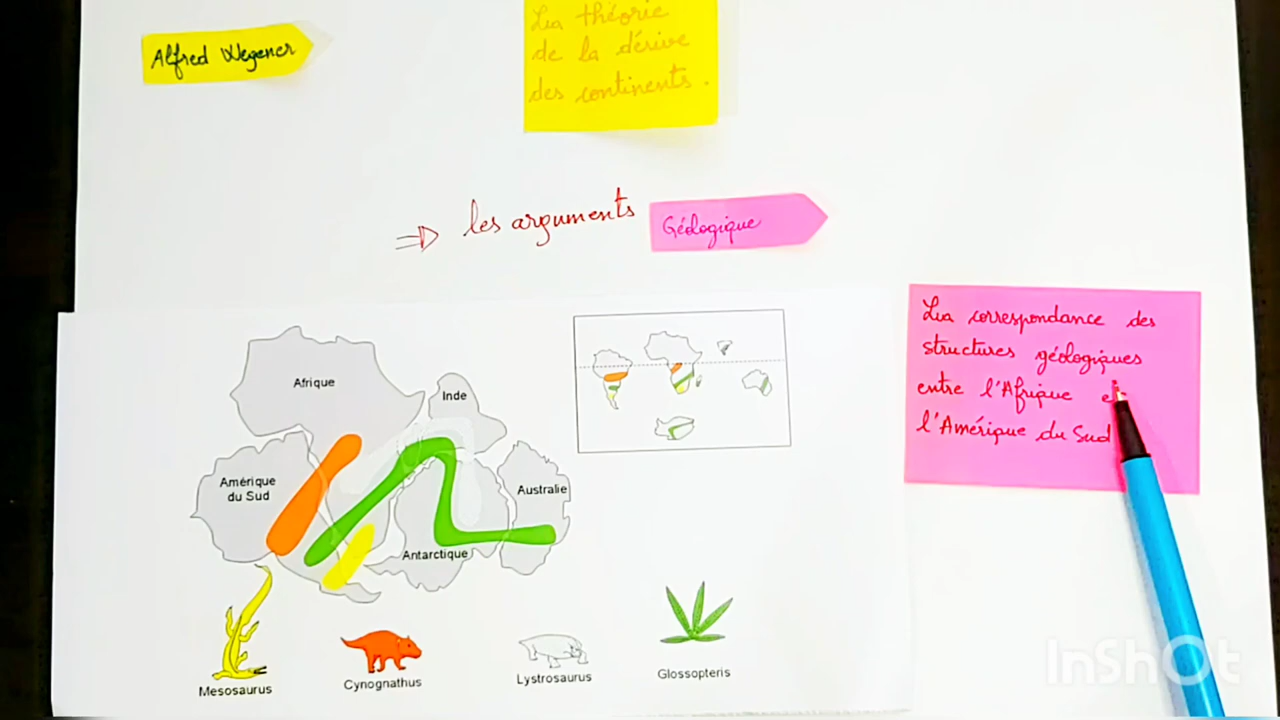 Alfred Wegener
La théorie
de la dérive
des continents.
⇒ les arguments
Géologique
La correspondance des
structures géologiques
entre l'Afrique et
l'Amérique du Sud
Afrique
Inde
Amérique
du Sud
Australie
Antarctique
Mesosaurus
Cynognathus
Lystrosaurus
Glossopteris
InShOt